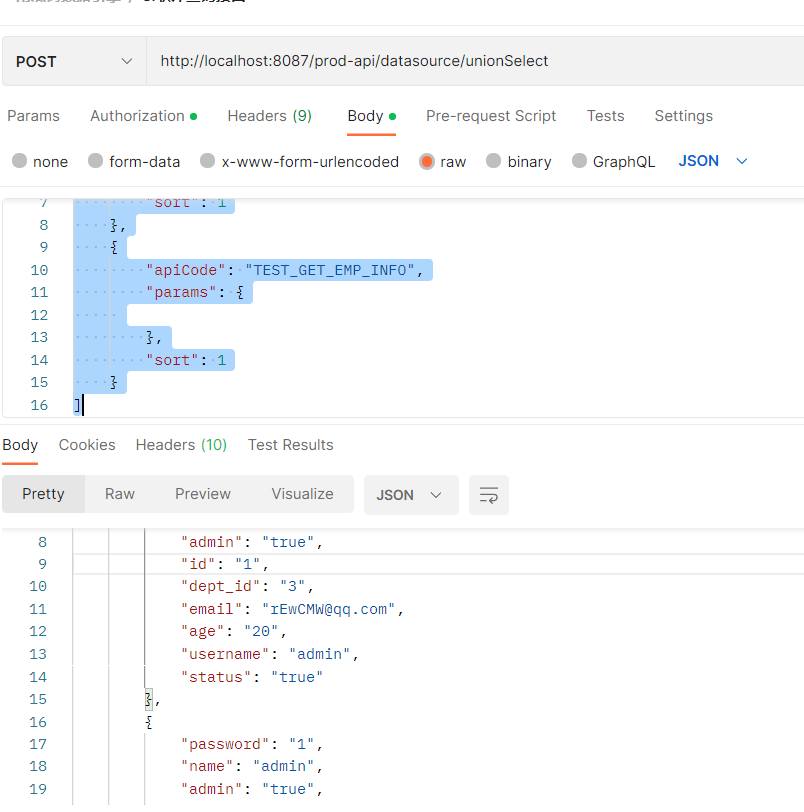 POST http://localhost:8087/prod-api/datasource/unionSelect
Params Authorization Headers (9) Body Pre-request Script Tests Settings
none form-data x-www-form-urlencoded raw binary GraphQL JSON
7 "sort": 1
8 },
9 {
10 "apiCode": "TEST_GET_EMP_INFO",
11 "params": {
12
13 },
14 "sort": 1
15 }
16 ]
Body Cookies Headers (10) Test Results
Pretty Raw Preview Visualize JSON
8 "admin": "true",
9 "id": "1",
10 "dept_id": "3",
11 "email": "rEwCMW@qq.com",
12 "age": "20",
13 "username": "admin",
14 "status": "true"
15 },
16 {
17 "password": "1",
18 "name": "admin",
19 "admin": "true",